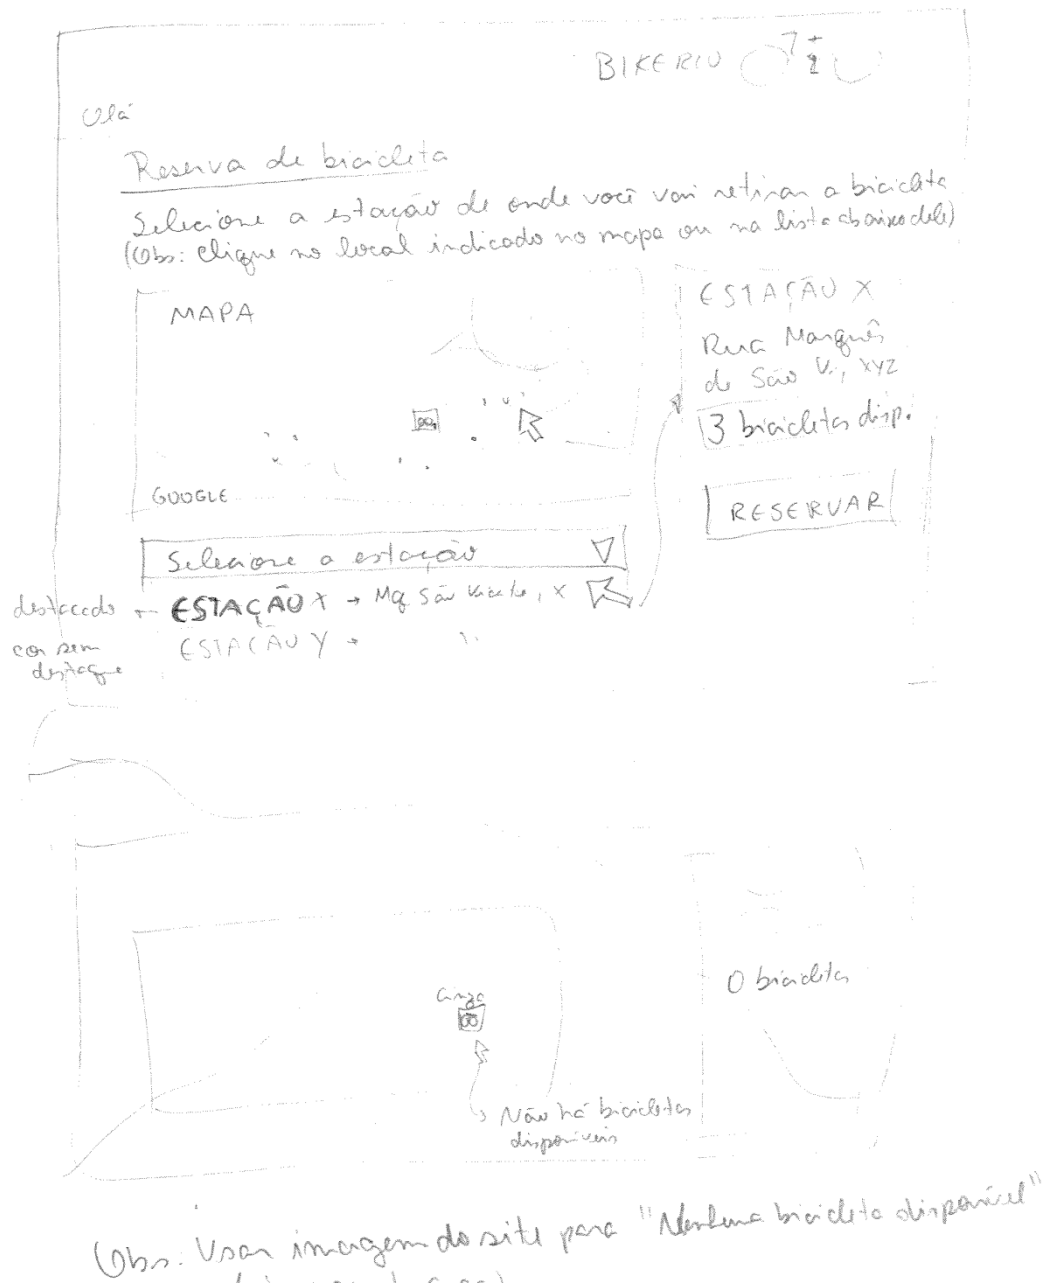 BIKERIO
Olá
Reserva de bicicleta
Selecione a estação de onde você vai retirar a bicicleta
(Obs: clique no local indicado no mapa ou na lista abaixo dele)
MAPA
GOOGLE
ESTAÇÃO X
Rua Marquês
de São V., XYZ
3 bicicletas disp.
RESERVAR
Selecione a estação
destacado ← ESTAÇÃO X → Mq São Vicente, X
cor sem
destaque
ESTAÇÃO Y → "
cinza
0 bicicletas
Não há bicicletas
disponíveis
(Obs: Usar imagem do site para "Nenhuma bicicleta disponível"